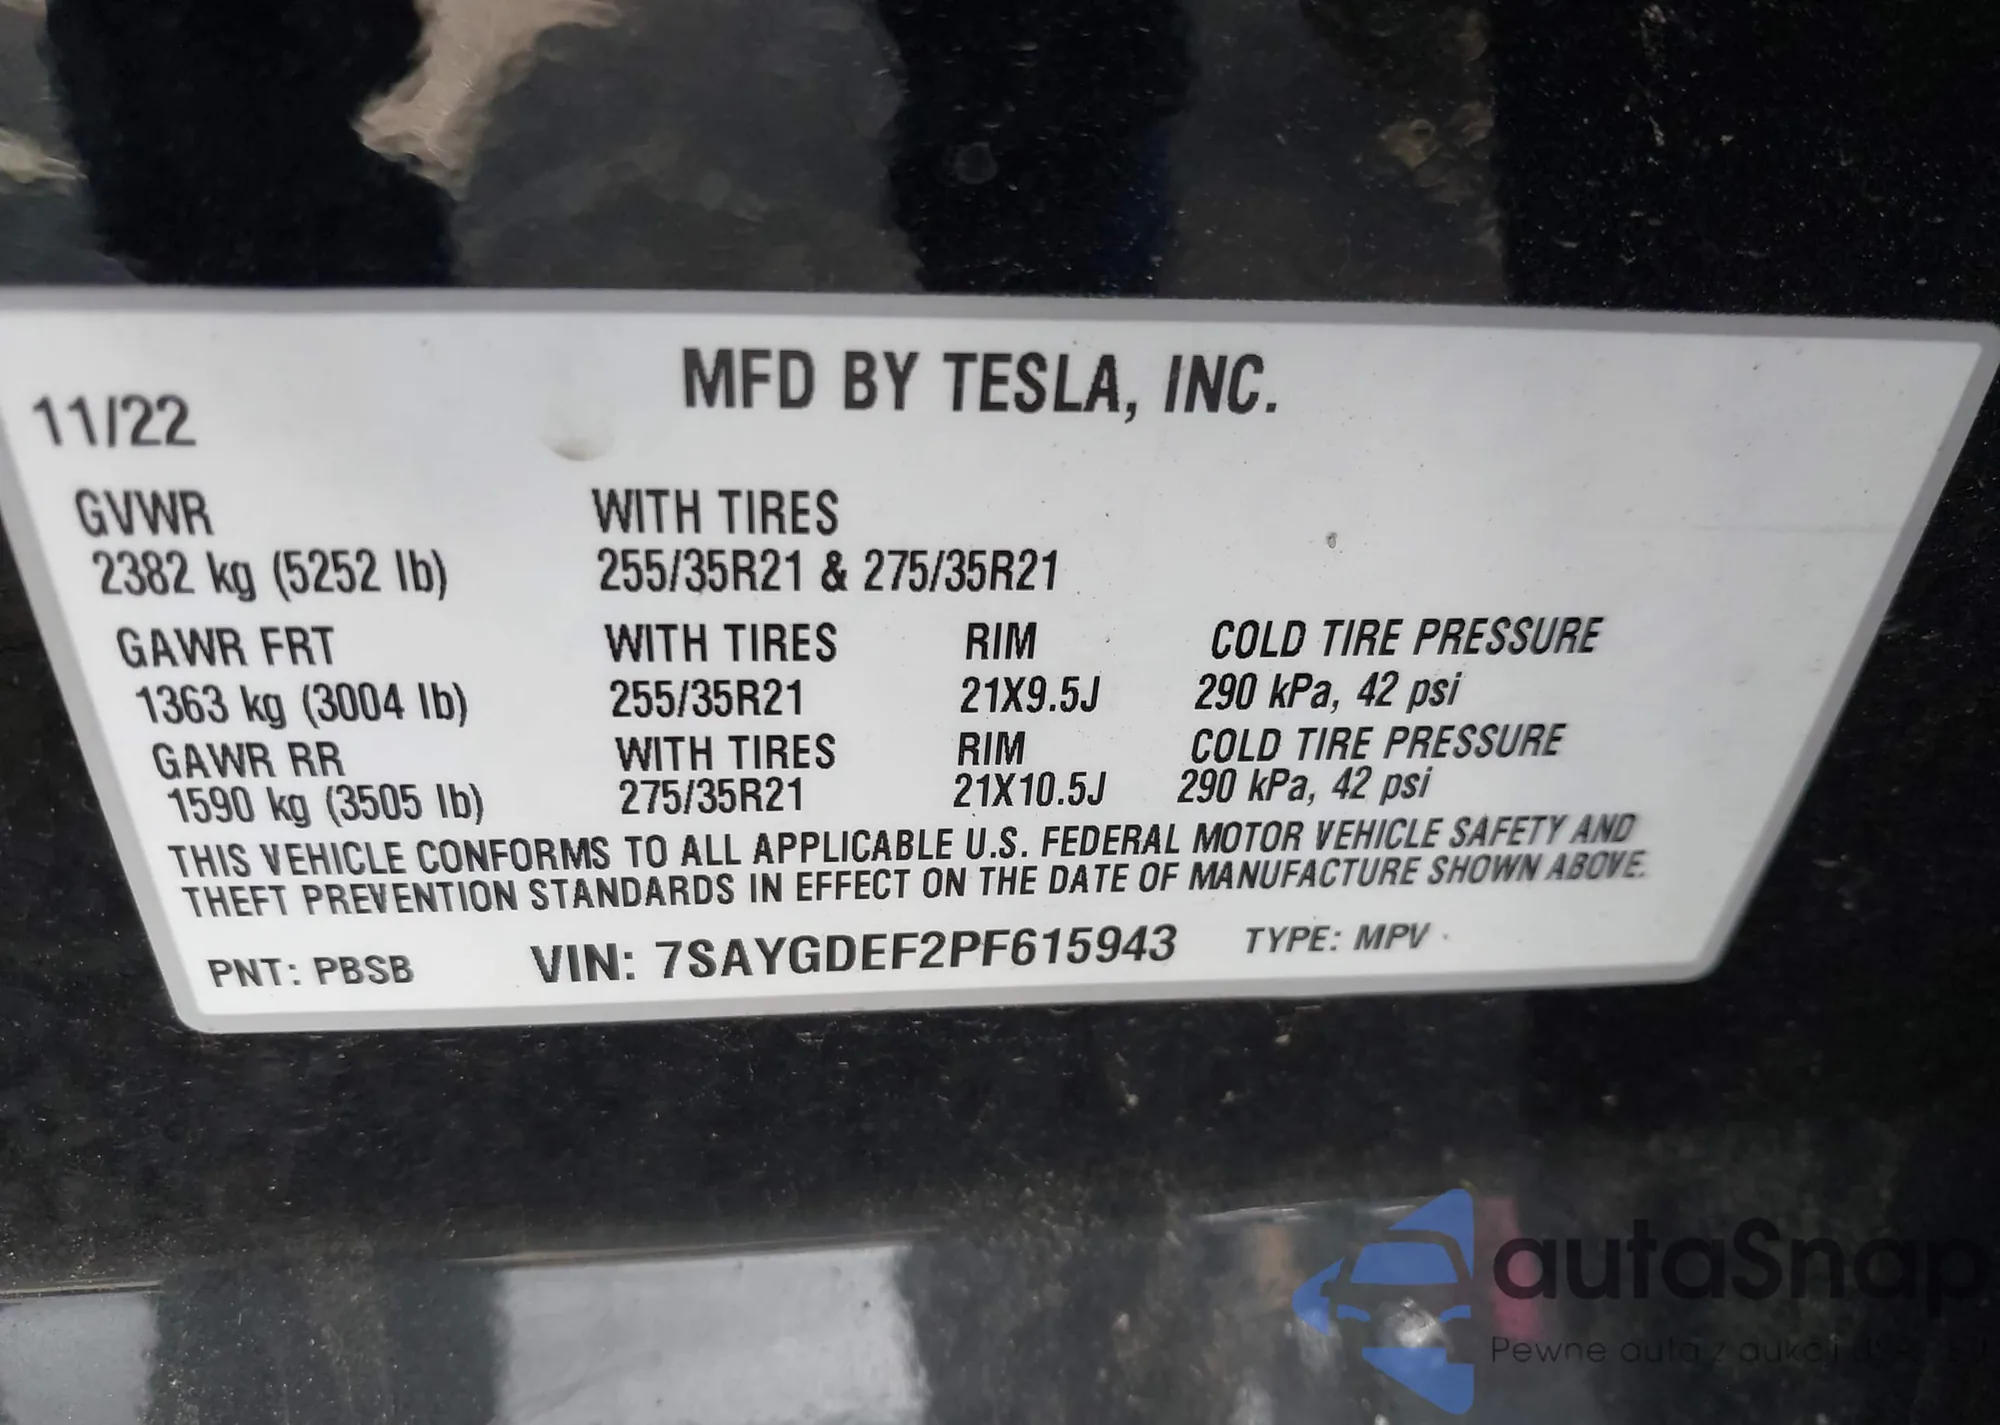 MFD BY TESLA, INC.
11/22
GVWR WITH TIRES
2382 kg (5252 lb) 255/35R21 & 275/35R21
GAWR FRT WITH TIRES RIM COLD TIRE PRESSURE
1363 kg (3004 lb) 255/35R21 21X9.5J 290 kPa, 42 psi
GAWR RR WITH TIRES RIM COLD TIRE PRESSURE
1590 kg (3505 lb) 275/35R21 21X10.5J 290 kPa, 42 psi
THIS VEHICLE CONFORMS TO ALL APPLICABLE U.S. FEDERAL MOTOR VEHICLE SAFETY AND
THEFT PREVENTION STANDARDS IN EFFECT ON THE DATE OF MANUFACTURE SHOWN ABOVE.
PNT: PBSB VIN: 7SAYGDEF2PF615943 TYPE: MPV
autaSnap
Pewne auta z aukcji